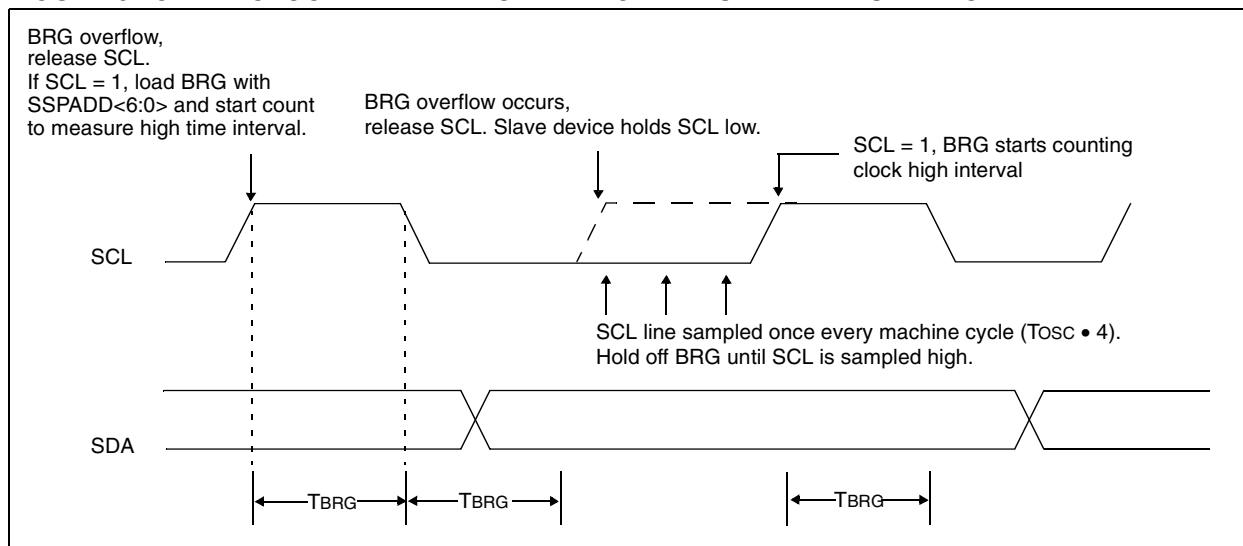 BRG overflow,
release SCL.
If SCL = 1, load BRG with
SSPADD<6:0> and start count
to measure high time interval.
BRG overflow occurs,
release SCL. Slave device holds SCL low.
SCL = 1, BRG starts counting
clock high interval
SCL
SCL line sampled once every machine cycle (TOSC • 4).
Hold off BRG until SCL is sampled high.
SDA
TBRG
TBRG
TBRG